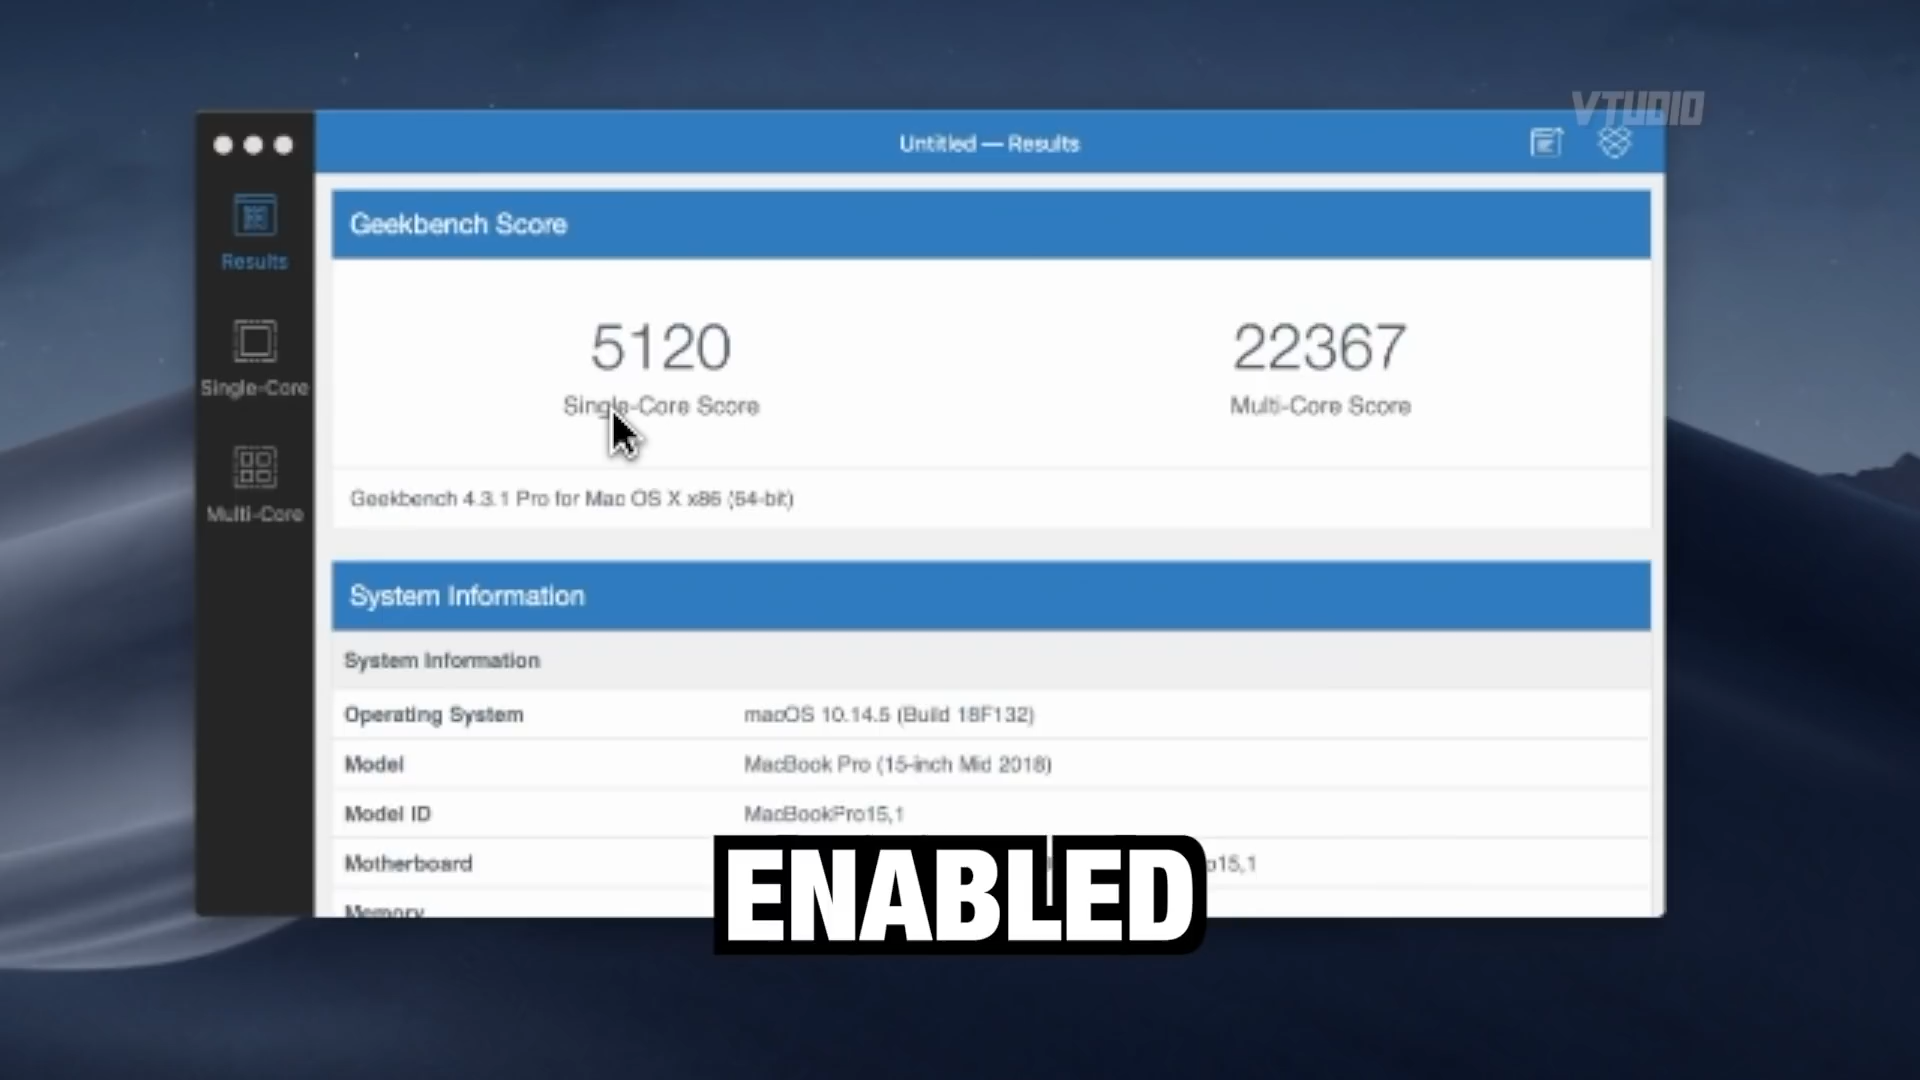 VTUDIO
Untitled — Results
Geekbench Score
Results
5120
22367
Single-Core
Single-Core Score
Multi-Core Score
Multi-Core
Geekbench 4.3.1 Pro for Mac OS X x86 (64-bit)
System Information
System Information
Operating System macOS 10.14.5 (Build 18F132)
Model MacBook Pro (15-inch Mid 2018)
Model ID MacBookPro15,1
Motherboard
Memory
ENABLED